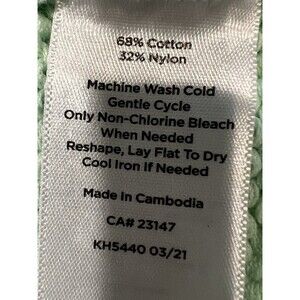 68% Cotton
32% Nylon
Machine Wash Cold
Gentle Cycle
Only Non-Chlorine Bleach
When Needed
Reshape, Lay Flat To Dry
Cool Iron If Needed
Made In Cambodia
CA# 23147
KH5440 03/21